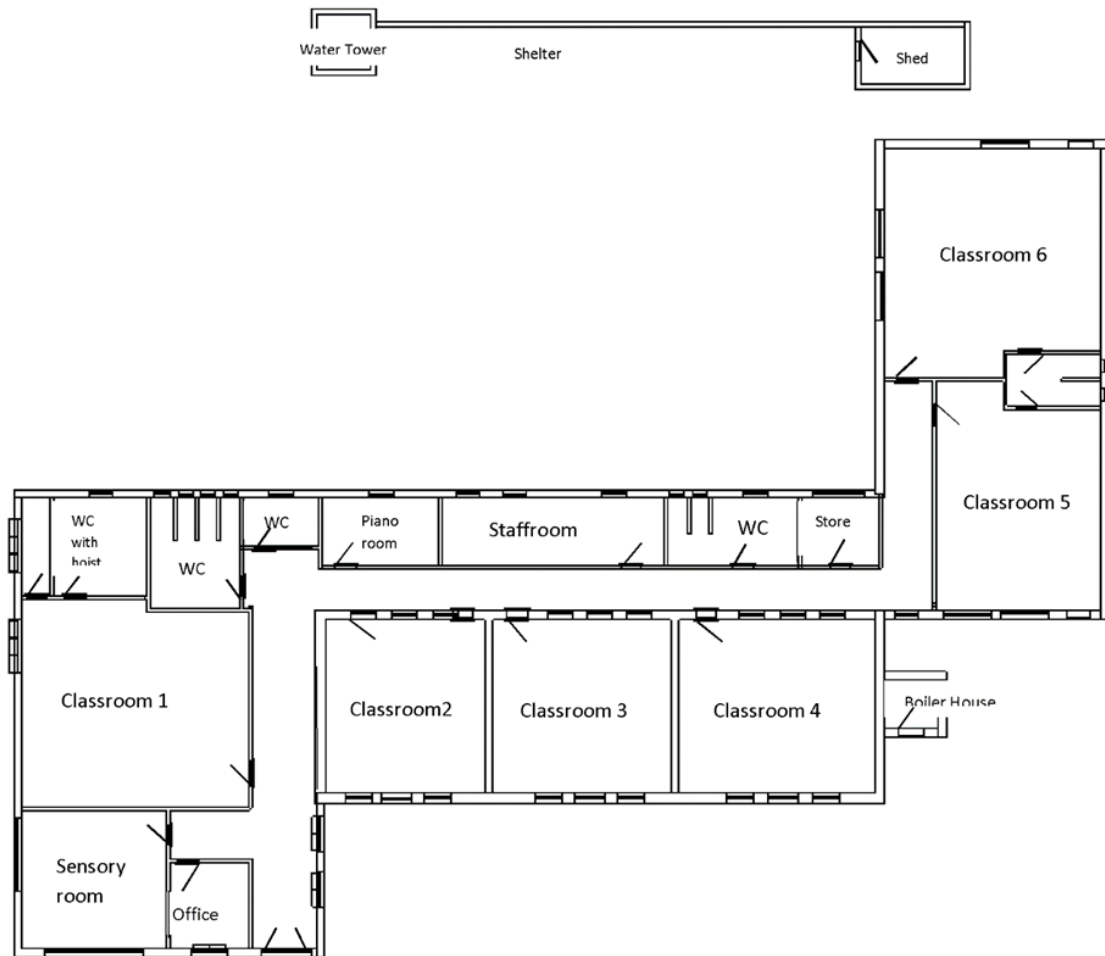 Water Tower
Shelter
Shed
Classroom 6
Classroom 5
WC
with
hoist
WC
WC
Piano
room
Staffroom
WC
Store
Classroom 1
Classroom2
Classroom 3
Classroom 4
Boiler House
Sensory
room
Office